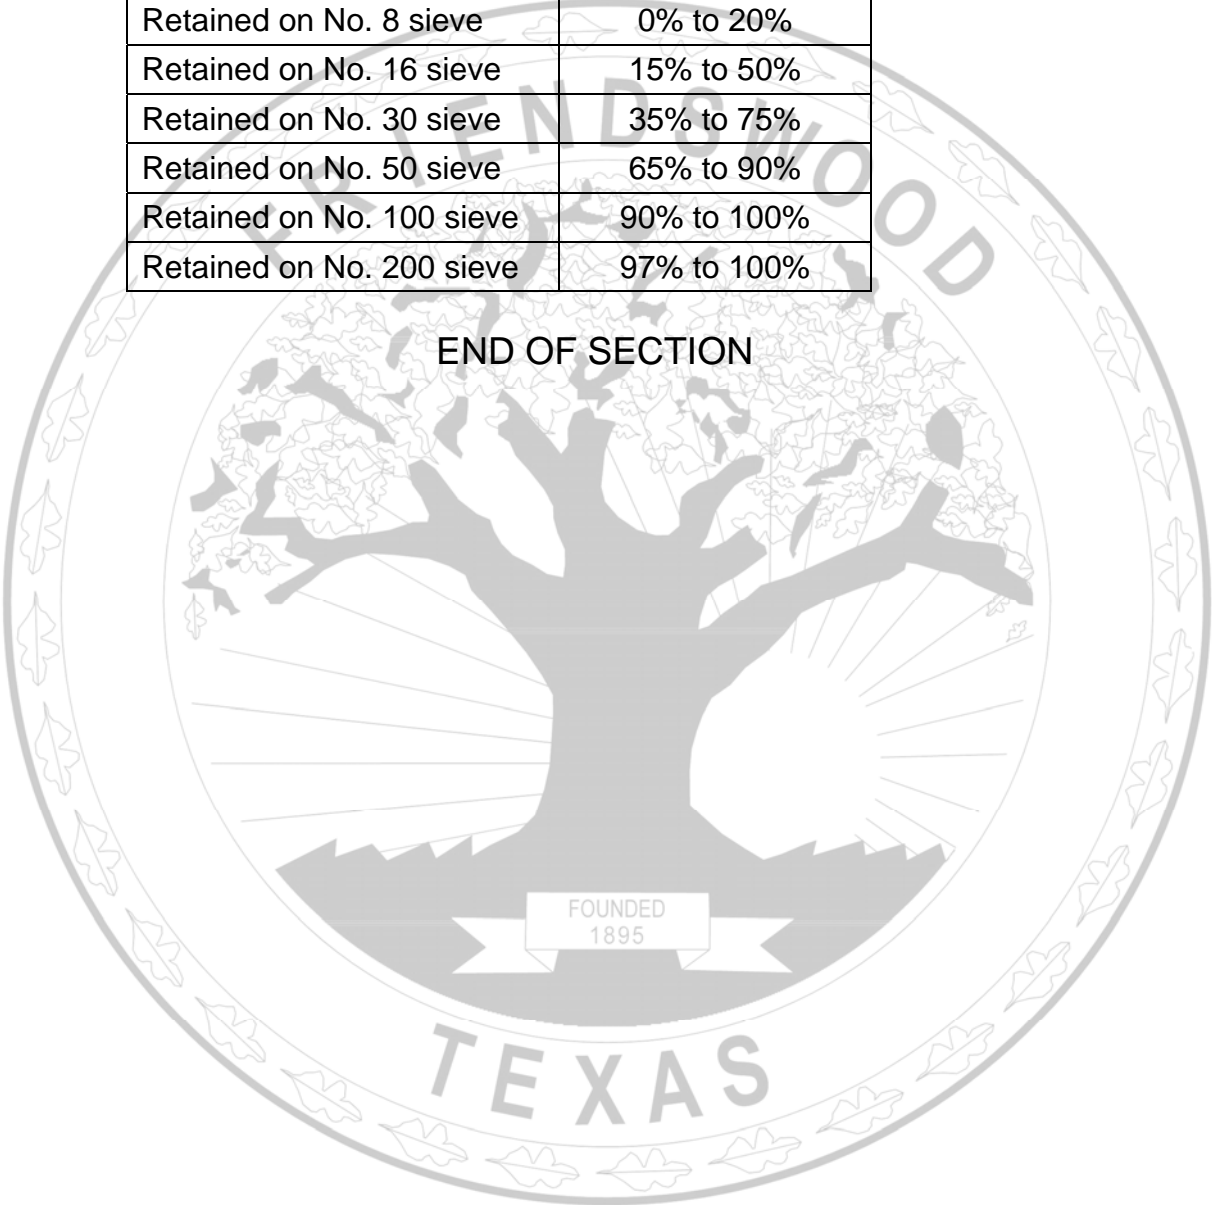 Retained on No. 8 sieve 0% to 20%
Retained on No. 16 sieve 15% to 50%
Retained on No. 30 sieve 35% to 75%
Retained on No. 50 sieve 65% to 90%
Retained on No. 100 sieve 90% to 100%
Retained on No. 200 sieve 97% to 100%
END OF SECTION
FRIENDSWOOD
FOUNDED
1895
TEXAS